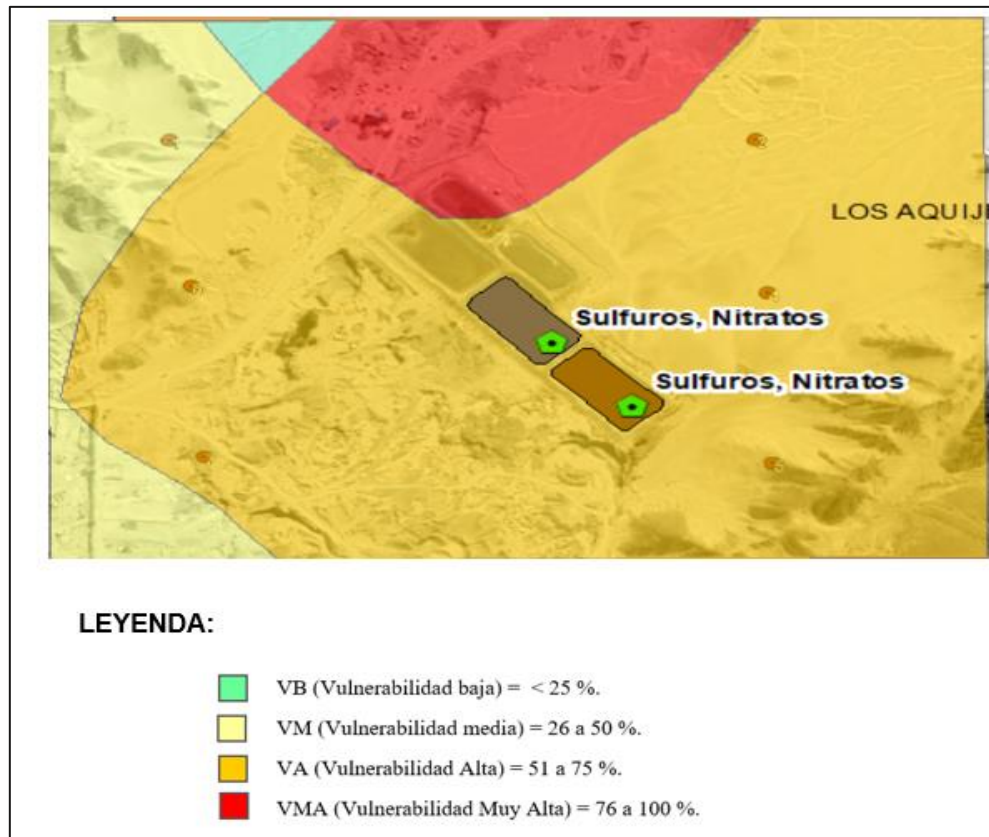 LOS AQUIJ
Sulfuros, Nitratos
Sulfuros, Nitratos
LEYENDA:
VB (Vulnerabilidad baja) = < 25 %.
VM (Vulnerabilidad media) = 26 a 50 %.
VA (Vulnerabilidad Alta) = 51 a 75 %.
VMA (Vulnerabilidad Muy Alta) = 76 a 100 %.